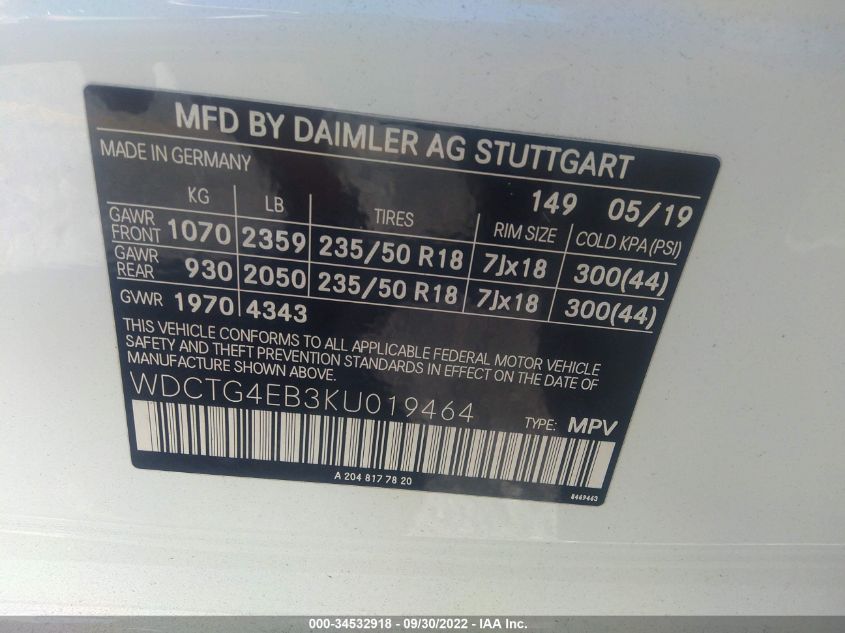 MFD BY DAIMLER AG STUTTGART
MADE IN GERMANY 149 05/19
KG LB TIRES RIM SIZE COLD KPA (PSI)
GAWR FRONT 1070 2359 235/50 R18 7Jx18 300(44)
GAWR REAR 930 2050 235/50 R18 7Jx18 300(44)
GVWR 1970 4343
THIS VEHICLE CONFORMS TO ALL APPLICABLE FEDERAL MOTOR VEHICLE
SAFETY AND THEFT PREVENTION STANDARDS IN EFFECT ON THE DATE OF
MANUFACTURE SHOWN ABOVE.
WDCTG4EB3KU019464 TYPE: MPV
A 204 817 78 20
8469463
000-34532918 - 09/30/2022 - IAA Inc.